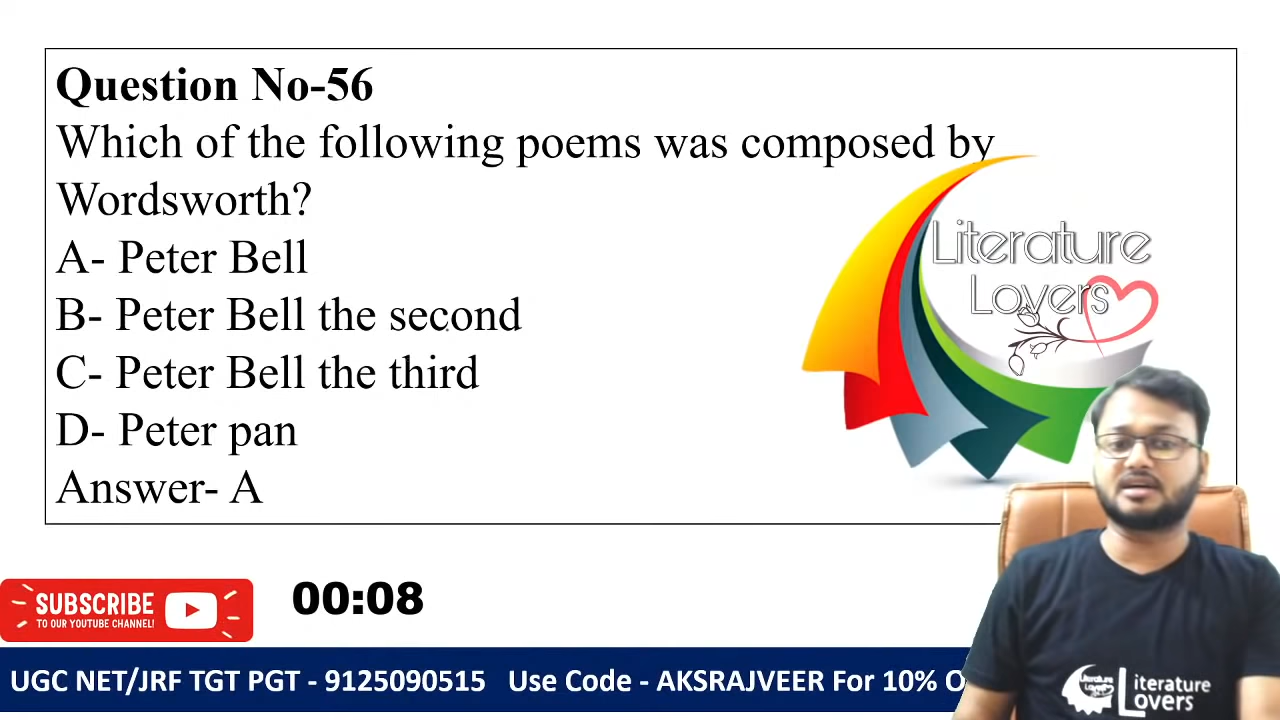 Question No-56
Which of the following poems was composed by
Wordsworth?
A- Peter Bell
B- Peter Bell the second
C- Peter Bell the third
D- Peter pan
Answer- A
Literature
Lovers
SUBSCRIBE
TO OUR YOUTUBE CHANNEL!
00:08
UGC NET/JRF TGT PGT - 9125090515 Use Code - AKSRAJVEER For 10% O
Literature
Lovers